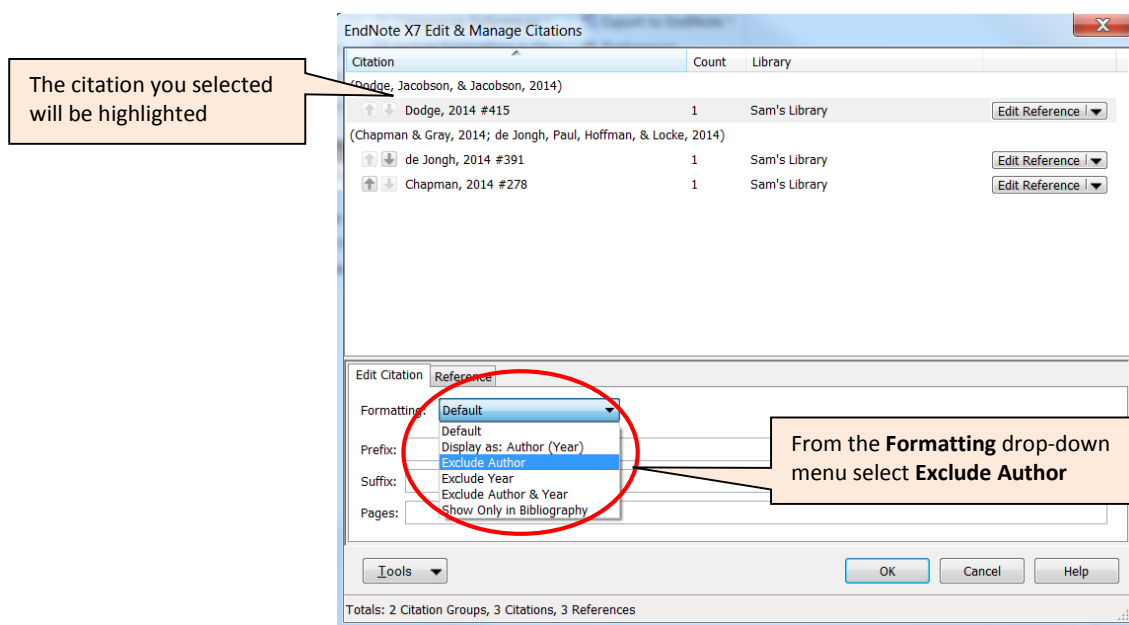 EndNote X7 Edit & Manage Citations
X
Citation Count Library
The citation you selected
will be highlighted
(Dodge, Jacobson, & Jacobson, 2014)
Dodge, 2014 #415 1 Sam's Library Edit Reference
(Chapman & Gray, 2014; de Jongh, Paul, Hoffman, & Locke, 2014)
de Jongh, 2014 #391 1 Sam's Library Edit Reference
Chapman, 2014 #278 1 Sam's Library Edit Reference
Edit Citation Reference
Formatting: Default
Default
Prefix: Display as: Author (Year)
Exclude Author
Suffix: Exclude Year
Exclude Author & Year
Pages: Show Only in Bibliography
From the Formatting drop-down
menu select Exclude Author
Tools OK Cancel Help
Totals: 2 Citation Groups, 3 Citations, 3 References